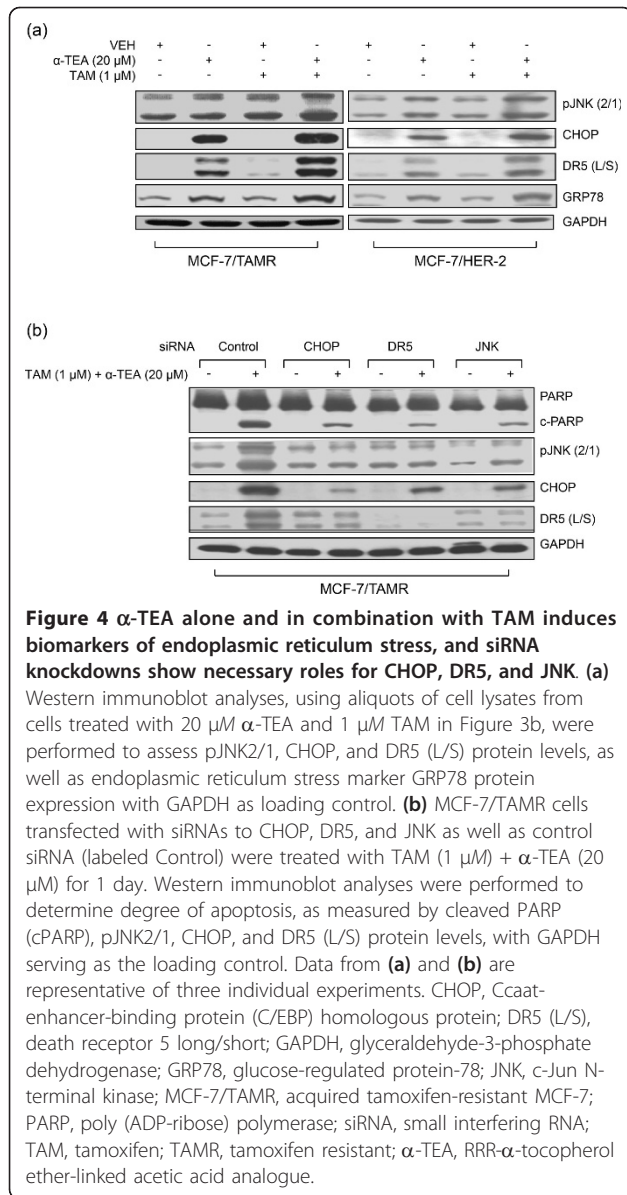 (a)
VEH + - + - + - + -
α-TEA (20 µM) - + - + - + - +
TAM (1 µM) - - + + - - + +
pJNK (2/1)
CHOP
DR5 (L/S)
GRP78
GAPDH
MCF-7/TAMR MCF-7/HER-2
(b)
siRNA Control CHOP DR5 JNK
TAM (1 µM) + α-TEA (20 µM) - + - + - + - +
PARP
c-PARP
pJNK (2/1)
CHOP
DR5 (L/S)
GAPDH
MCF-7/TAMR
Figure 4 α-TEA alone and in combination with TAM induces
biomarkers of endoplasmic reticulum stress, and siRNA
knockdowns show necessary roles for CHOP, DR5, and JNK. (a)
Western immunoblot analyses, using aliquots of cell lysates from
cells treated with 20 µM α-TEA and 1 µM TAM in Figure 3b, were
performed to assess pJNK2/1, CHOP, and DR5 (L/S) protein levels, as
well as endoplasmic reticulum stress marker GRP78 protein
expression with GAPDH as loading control. (b) MCF-7/TAMR cells
transfected with siRNAs to CHOP, DR5, and JNK as well as control
siRNA (labeled Control) were treated with TAM (1 µM) + α-TEA (20
µM) for 1 day. Western immunoblot analyses were performed to
determine degree of apoptosis, as measured by cleaved PARP
(cPARP), pJNK2/1, CHOP, and DR5 (L/S) protein levels, with GAPDH
serving as the loading control. Data from (a) and (b) are
representative of three individual experiments. CHOP, Ccaat-
enhancer-binding protein (C/EBP) homologous protein; DR5 (L/S),
death receptor 5 long/short; GAPDH, glyceraldehyde-3-phosphate
dehydrogenase; GRP78, glucose-regulated protein-78; JNK, c-Jun N-
terminal kinase; MCF-7/TAMR, acquired tamoxifen-resistant MCF-7;
PARP, poly (ADP-ribose) polymerase; siRNA, small interfering RNA;
TAM, tamoxifen; TAMR, tamoxifen resistant; α-TEA, RRR-α-tocopherol
ether-linked acetic acid analogue.